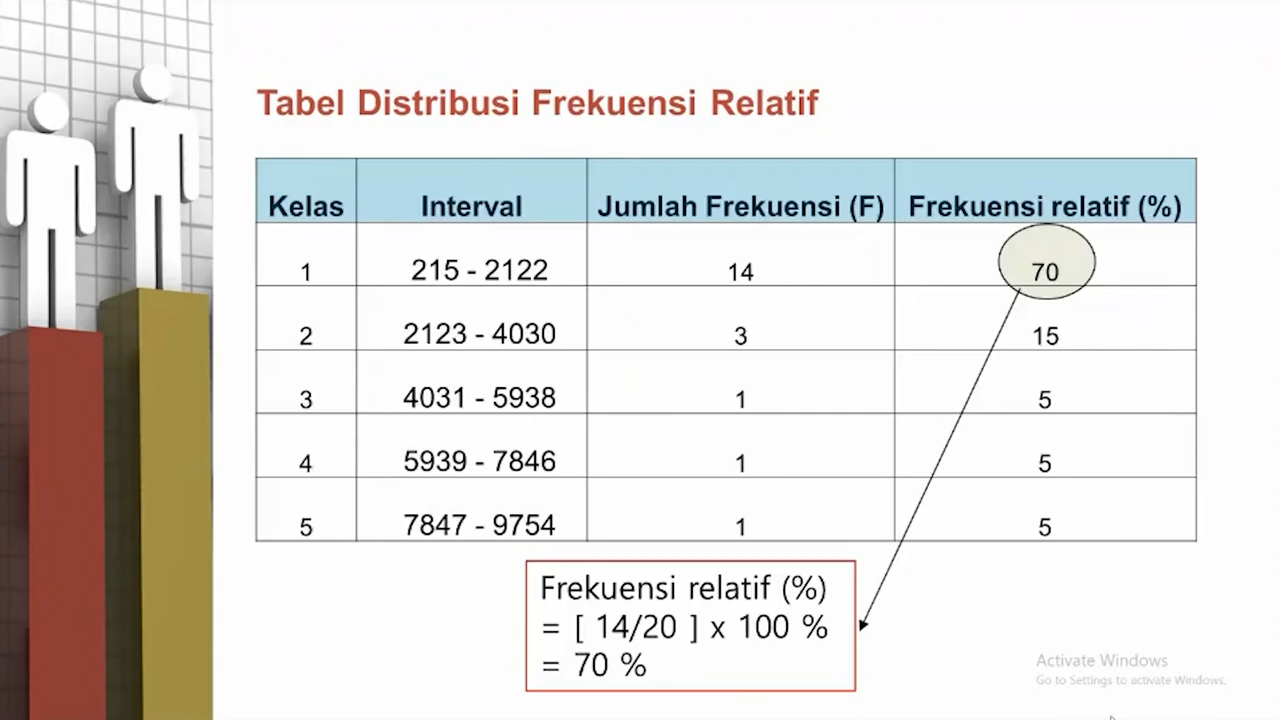 Tabel Distribusi Frekuensi Relatif
Kelas Interval Jumlah Frekuensi (F) Frekuensi relatif (%)
1 215 - 2122 14 70
2 2123 - 4030 3 15
3 4031 - 5938 1 5
4 5939 - 7846 1 5
5 7847 - 9754 1 5
Frekuensi relatif (%)
= [ 14/20 ] x 100 %
= 70 %
Activate Windows
Go to Settings to activate Windows.